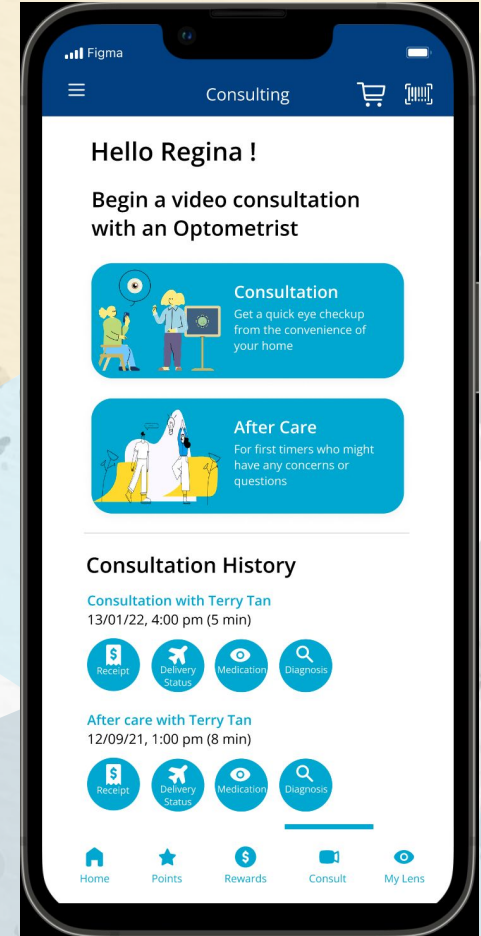 Figma
Consulting
Hello Regina !
Begin a video consultation
with an Optometrist
Consultation
Get a quick eye checkup
from the convenience of
your home
After Care
For first timers who might
have any concerns or
questions
Consultation History
Consultation with Terry Tan
13/01/22, 4:00 pm (5 min)
Receipt
Delivery
Status
Medication
Diagnosis
After care with Terry Tan
12/09/21, 1:00 pm (8 min)
Receipt
Delivery
Status
Medication
Diagnosis
Home
Points
Rewards
Consult
My Lens